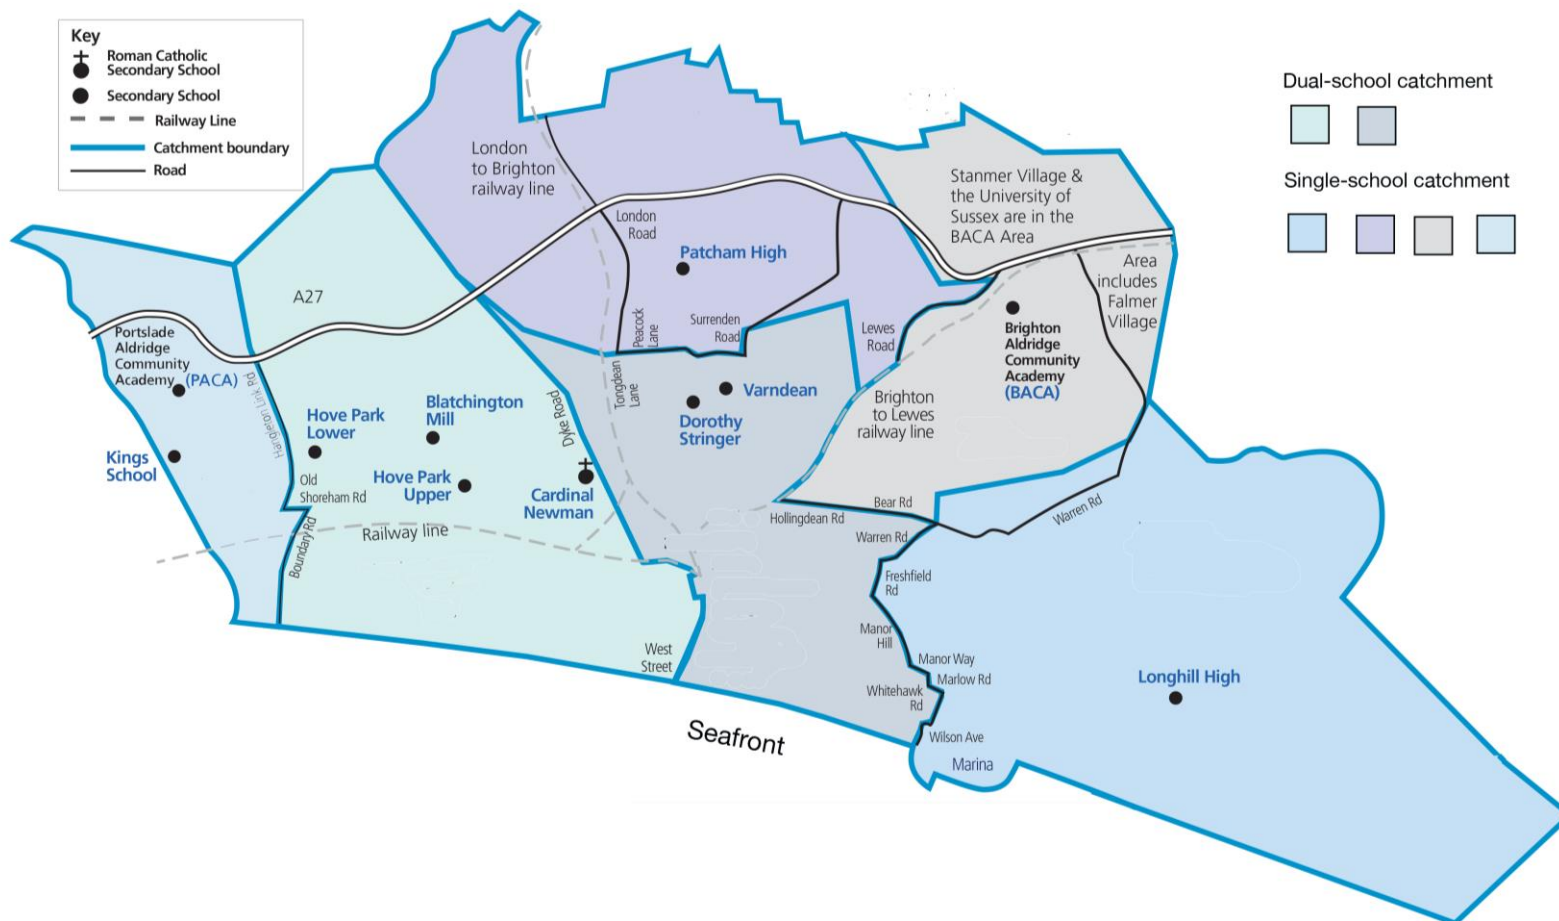 Key
Roman Catholic
Secondary School
Secondary School
Railway Line
Catchment boundary
Road
Dual-school catchment
Single-school catchment
London
to Brighton
railway line
Stanmer Village &
the University of
Sussex are in the
BACA Area
London
Road
Patcham High
Area
includes
Falmer
Village
A27
Peacock
Lane
Surrenden
Road
Lewes
Road
Brighton
Aldridge
Community
Academy
(BACA)
Portslade
Aldridge
Community
Academy (PACA)
Hangleton Link Rd
Tongdean
Lane
Varndean
Dorothy
Stringer
Brighton
to Lewes
railway line
Blatchington
Mill
Dyke Road
Hove Park
Lower
Kings
School
Hove Park
Upper
Old
Shoreham Rd
Cardinal
Newman
Boundary Rd
Railway line
Bear Rd
Hollingdean Rd
Warren Rd
Warren Rd
Freshfield
Rd
Manor
Hill
West
Street
Manor Way
Marlow Rd
Whitehawk
Rd
Longhill High
Wilson Ave
Seafront
Marina